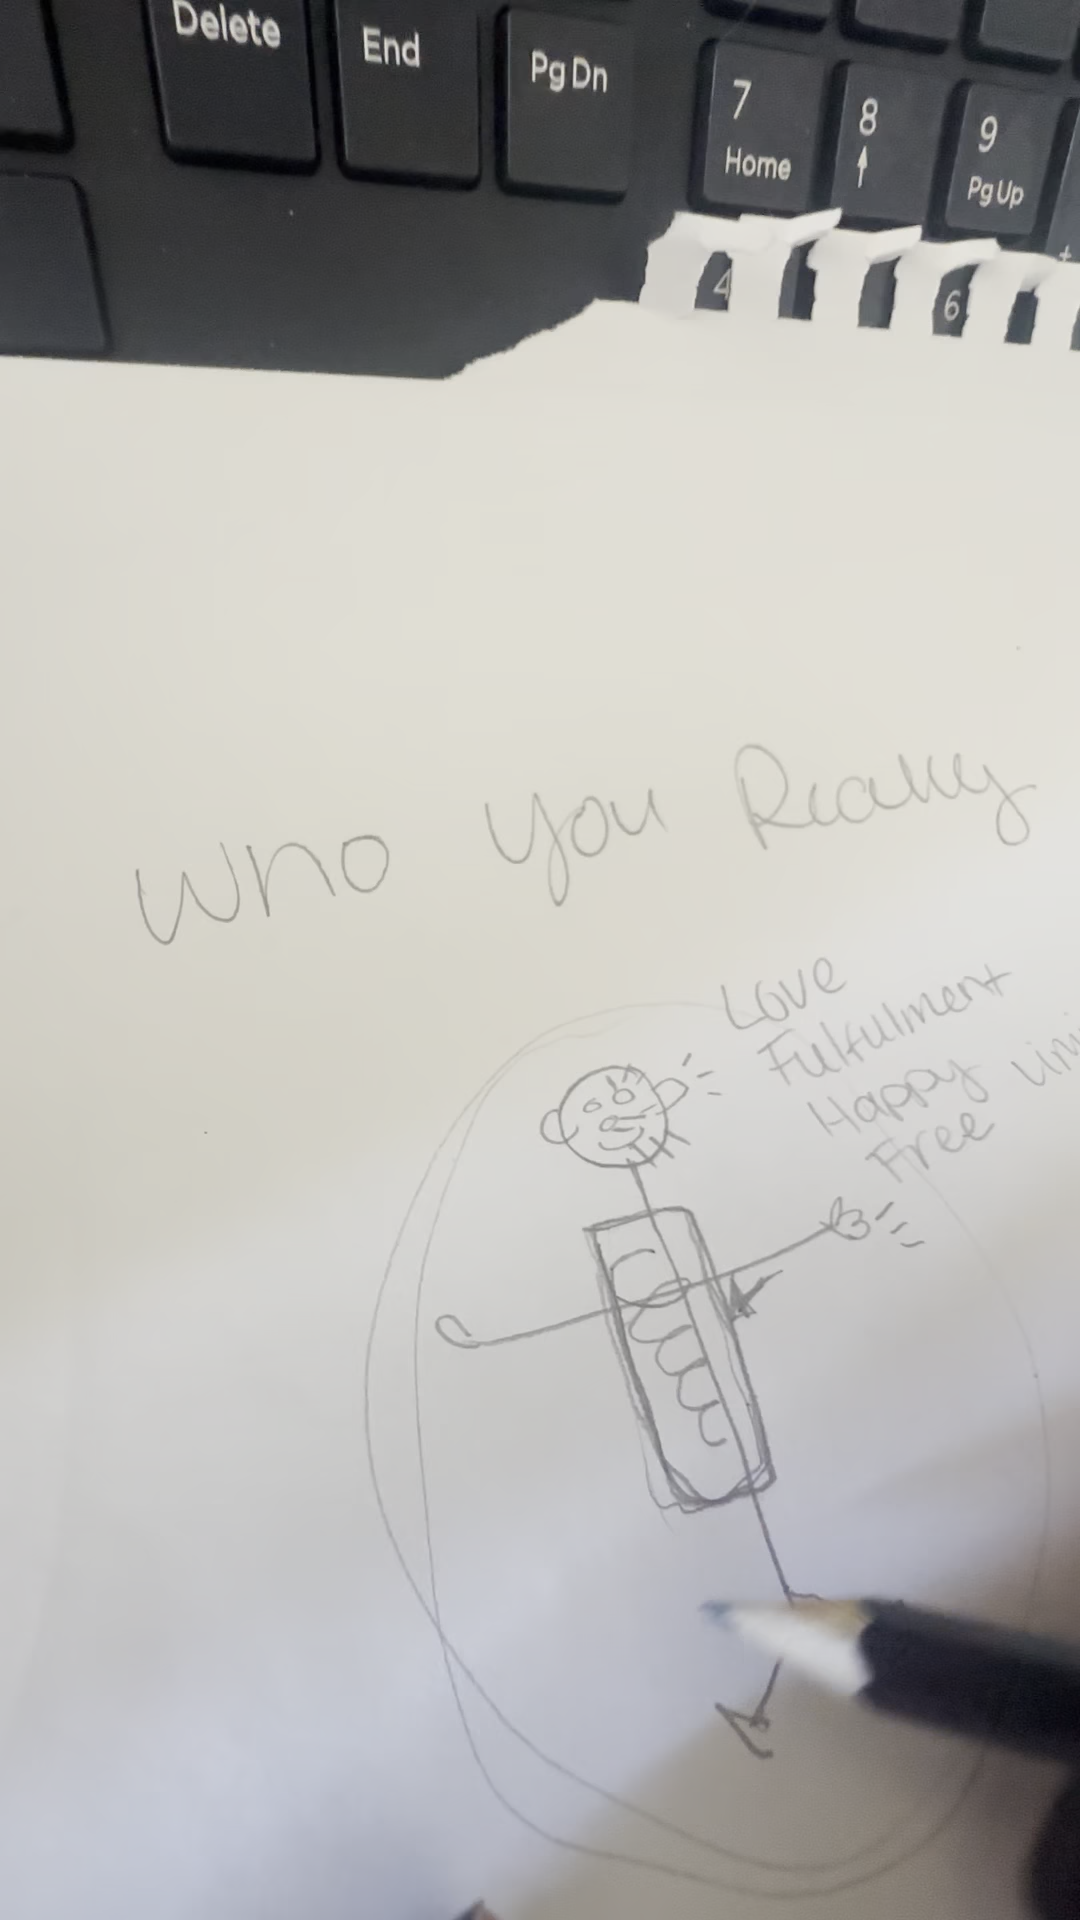 Delete
End
Pg Dn
7
Home
8
9
Pg Up
4
6
Who You Really
Love
Fulfulment
Happy
Free